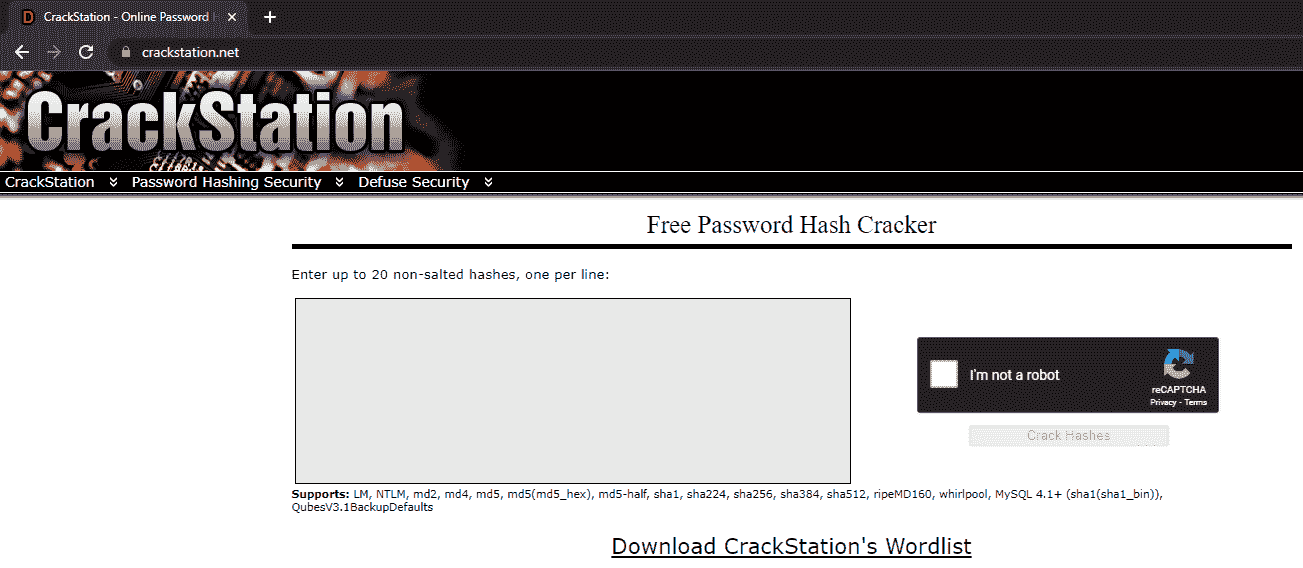 CrackStation - Online Password H
crackstation.net
CrackStation
CrackStation Password Hashing Security Defuse Security
Free Password Hash Cracker
Enter up to 20 non-salted hashes, one per line:
I'm not a robot
reCAPTCHA
Privacy - Terms
Crack Hashes
Supports: LM, NTLM, md2, md4, md5, md5(md5_hex), md5-half, sha1, sha224, sha256, sha384, sha512, ripeMD160, whirlpool, MySQL 4.1+ (sha1(sha1_bin)),
QubesV3.1BackupDefaults
Download CrackStation's Wordlist